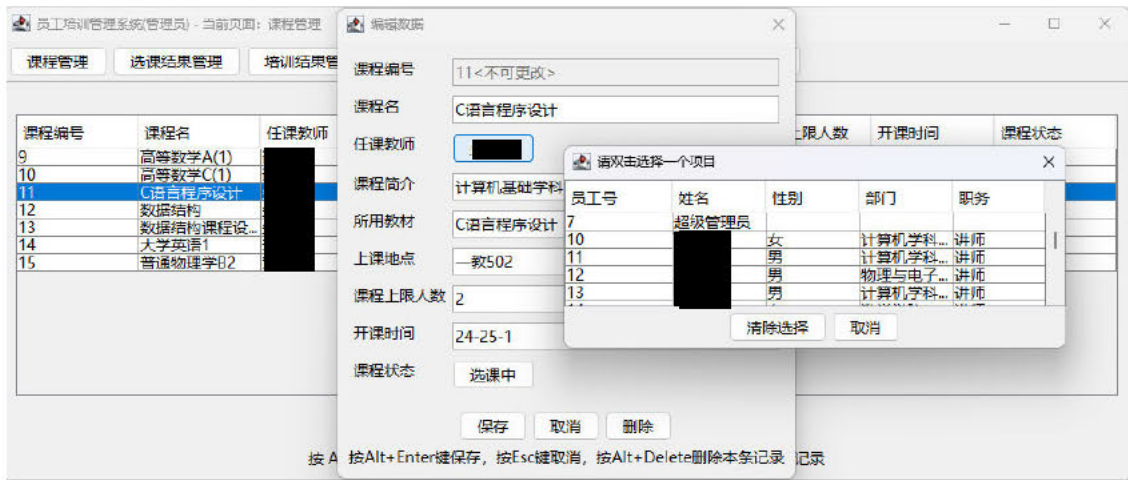 员工培训管理系统(管理员) - 当前页面：课程管理
课程管理 选课结果管理 培训结果管
课程编号 课程名 任课教师 上限人数 开课时间 课程状态
9 高等数学A(1)
10 高等数学C(1)
11 C语言程序设计
12 数据结构
13 数据结构课程设...
14 大学英语1
15 普通物理学B2
按 A
记录
编辑数据
课程编号 11<不可更改>
课程名 C语言程序设计
任课教师
课程简介 计算机基础学科
所用教材 C语言程序设计
上课地点 一教502
课程上限人数 2
开课时间 24-25-1
课程状态 选课中
保存 取消 删除
按Alt+Enter键保存，按Esc键取消，按Alt+Delete删除本条记录
请双击选择一个项目
员工号 姓名 性别 部门 职务
7 超级管理员
10 女 计算机学科... 讲师
11 男 计算机学科... 讲师
12 男 物理与电子... 讲师
13 男 计算机学科... 讲师
清除选择 取消